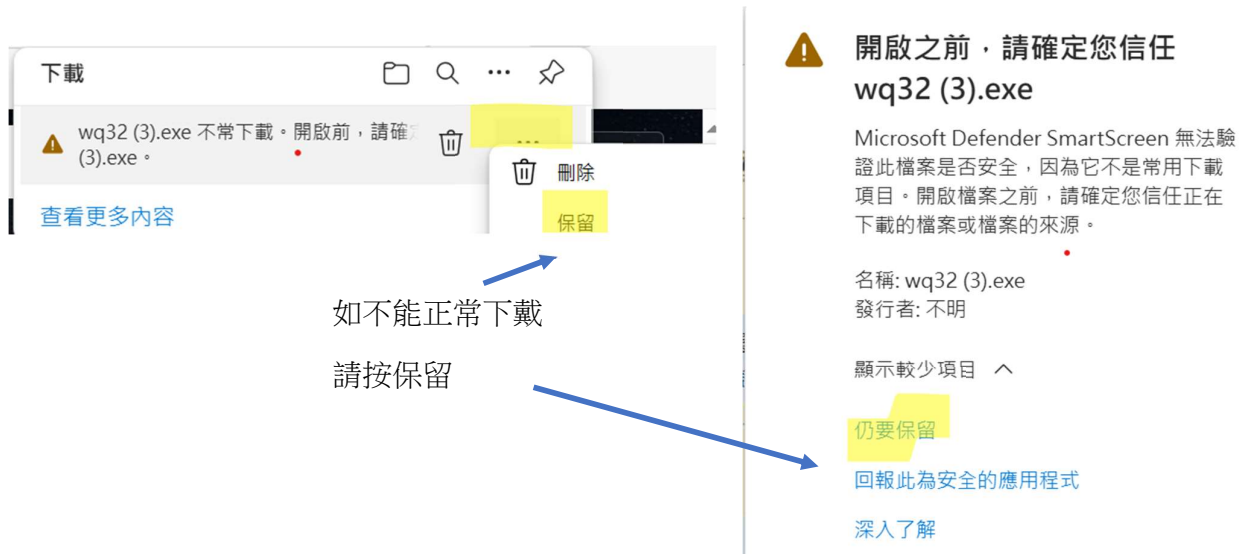 下載
wq32 (3).exe 不常下載。開啟前，請確
(3).exe。
刪除
保留
查看更多內容
如不能正常下戴
請按保留
開啟之前，請確定您信任
wq32 (3).exe
Microsoft Defender SmartScreen 無法驗
證此檔案是否安全，因為它不是常用下載
項目。開啟檔案之前，請確定您信任正在
下載的檔案或檔案的來源。
名稱: wq32 (3).exe
發行者: 不明
顯示較少項目
仍要保留
回報此為安全的應用程式
深入了解